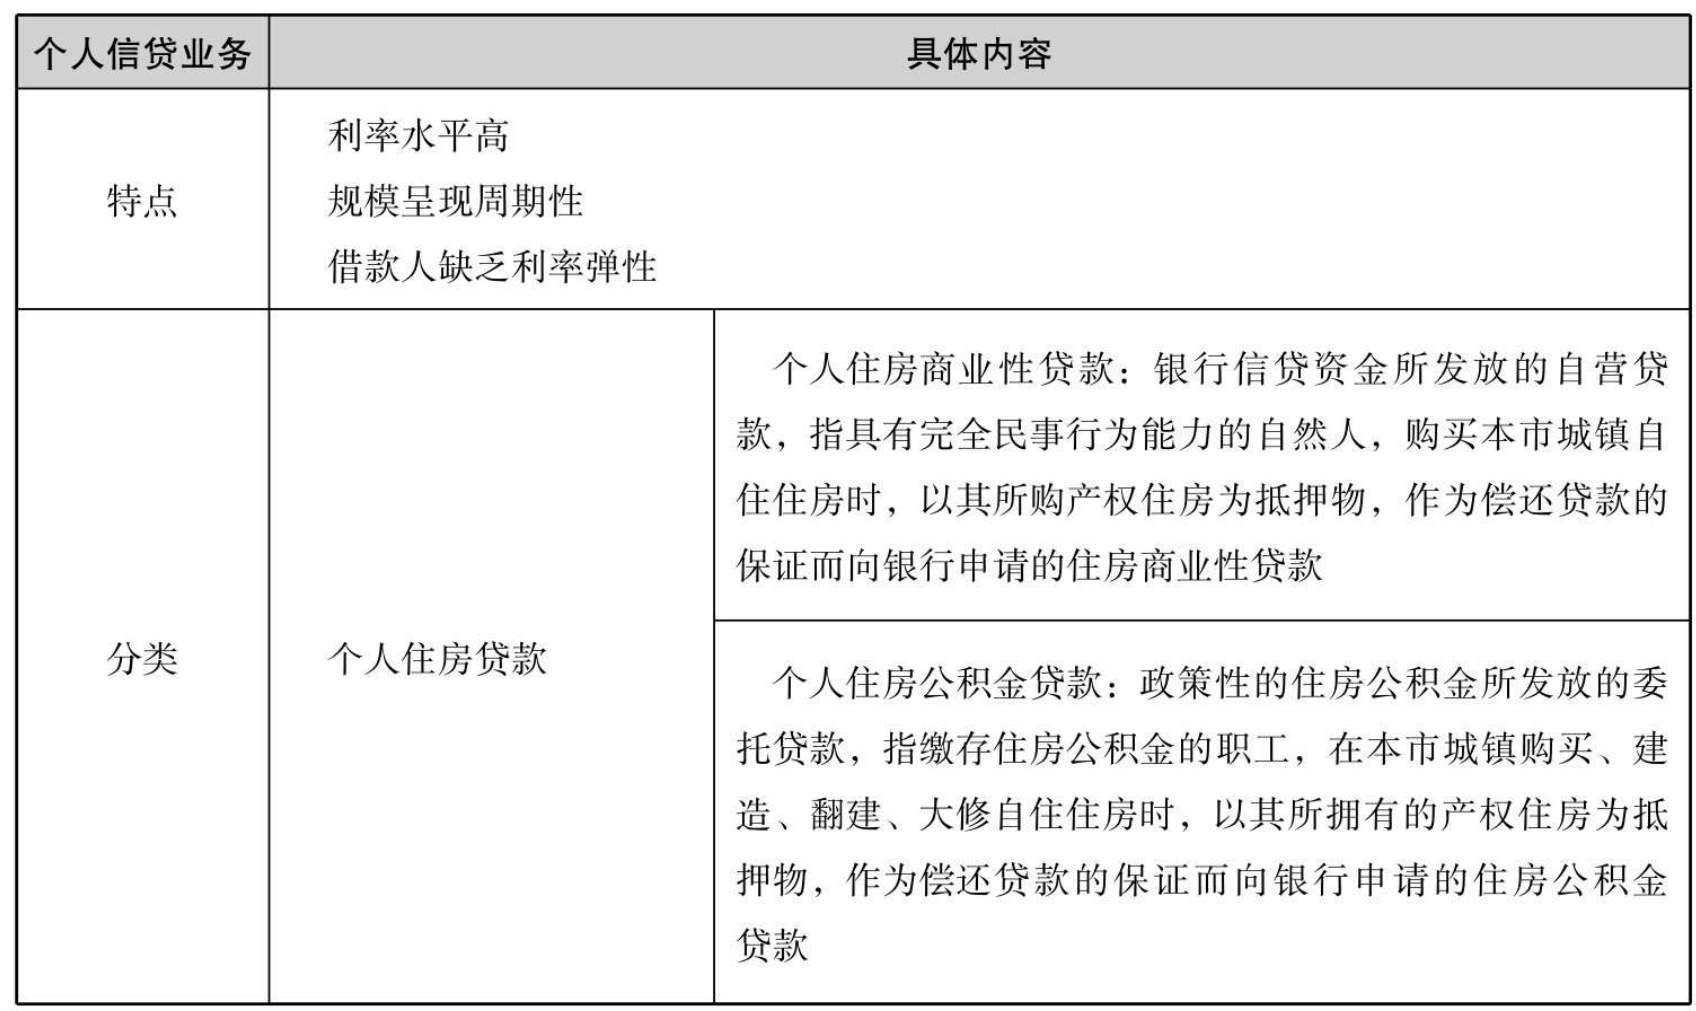 个人信贷业务
具体内容
特点
利率水平高
规模呈现周期性
借款人缺乏利率弹性
分类
个人住房贷款
个人住房商业性贷款：银行信贷资金所发放的自营贷
款，指具有完全民事行为能力的自然人，购买本市城镇自
住住房时，以其所购产权住房为抵押物，作为偿还贷款的
保证而向银行申请的住房商业性贷款
个人住房公积金贷款：政策性的住房公积金所发放的委
托贷款，指缴存住房公积金的职工，在本市城镇购买、建
造、翻建、大修自住住房时，以其所拥有的产权住房为抵
押物，作为偿还贷款的保证而向银行申请的住房公积金
贷款